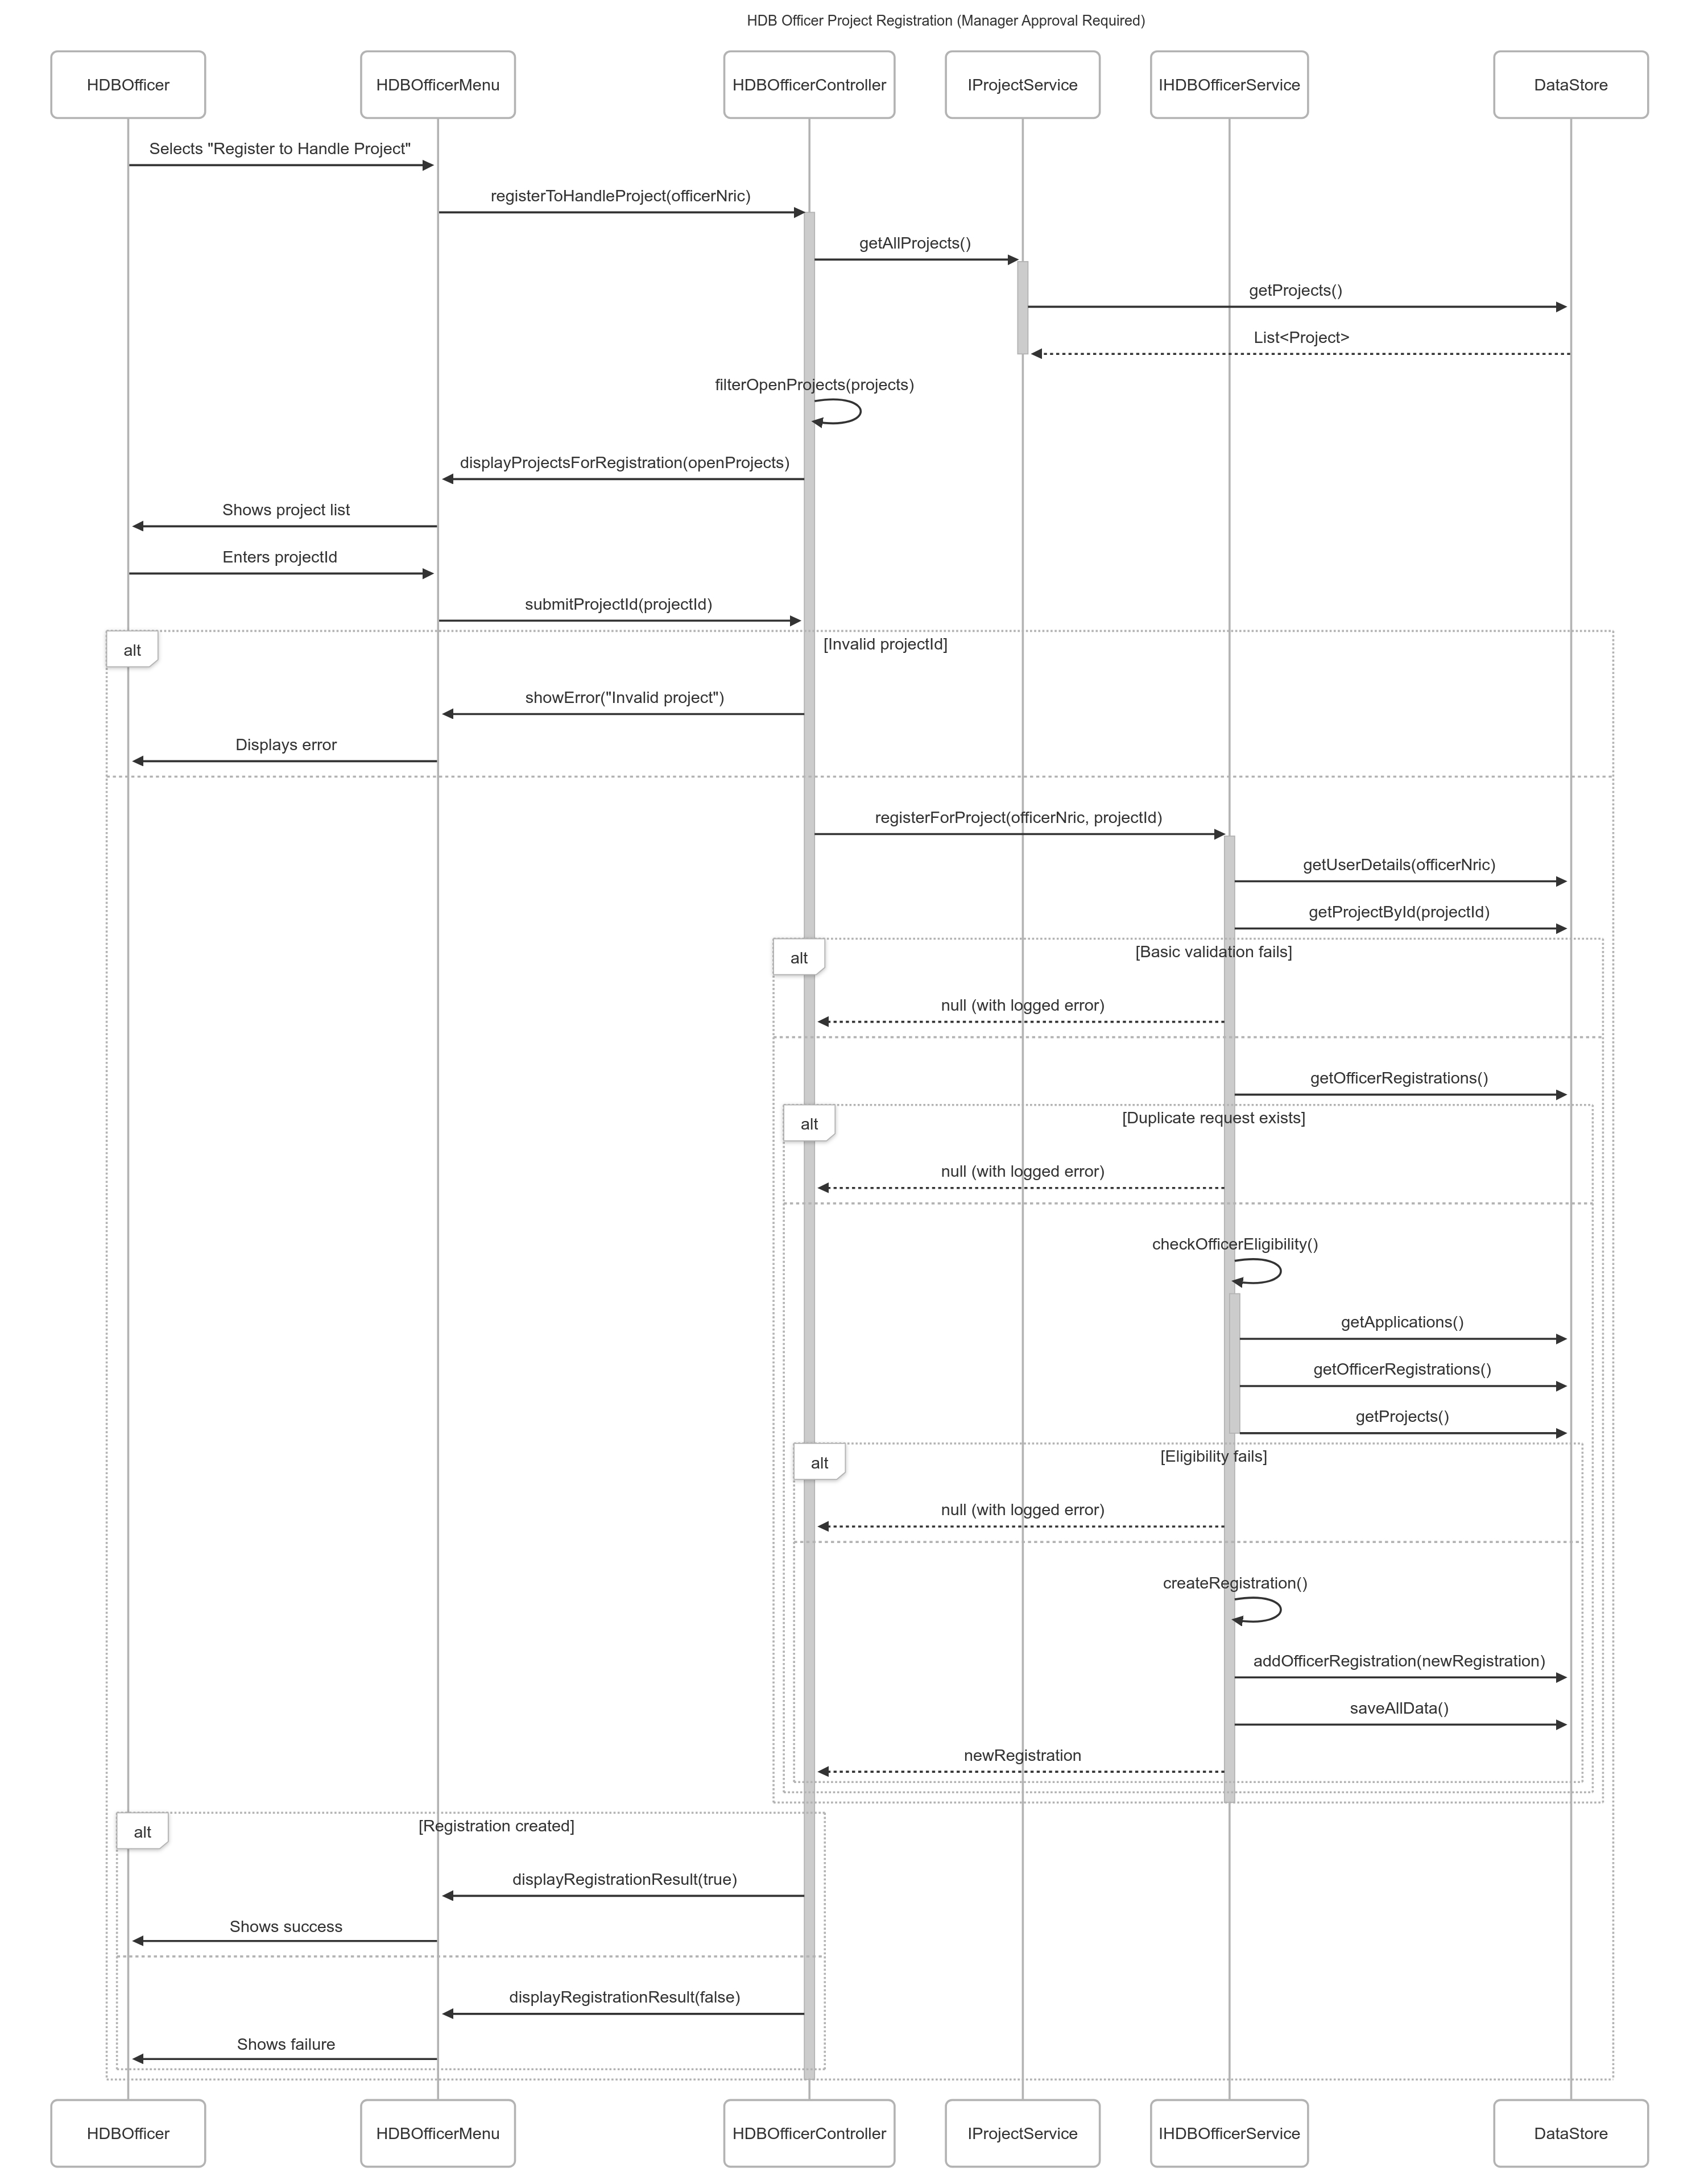 HDB Officer Project Registration (Manager Approval Required)
HDBOfficer
HDBOfficerMenu
HDBOfficerController
IProjectService
IHDBOfficerService
DataStore
Selects "Register to Handle Project"
registerToHandleProject(officerNric)
getAllProjects()
getProjects()
List<Project>
filterOpenProjects(projects)
displayProjectsForRegistration(openProjects)
Shows project list
Enters projectId
submitProjectId(projectId)
alt
[Invalid projectId]
showError("Invalid project")
Displays error
registerForProject(officerNric, projectId)
getUserDetails(officerNric)
getProjectById(projectId)
alt
[Basic validation fails]
null (with logged error)
getOfficerRegistrations()
alt
[Duplicate request exists]
null (with logged error)
checkOfficerEligibility()
getApplications()
getOfficerRegistrations()
getProjects()
alt
[Eligibility fails]
null (with logged error)
createRegistration()
addOfficerRegistration(newRegistration)
saveAllData()
newRegistration
alt
[Registration created]
displayRegistrationResult(true)
Shows success
displayRegistrationResult(false)
Shows failure
HDBOfficer
HDBOfficerMenu
HDBOfficerController
IProjectService
IHDBOfficerService
DataStore